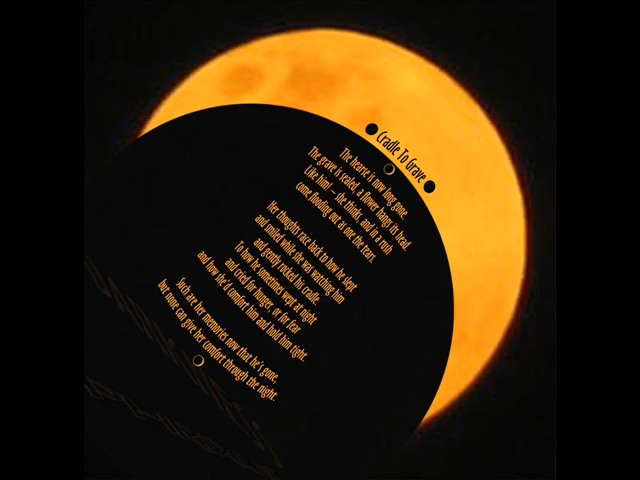 Cradle To Grave
The hearse is now long gone.
The grave is sealed, a flower hangs its head
Like him! – she thinks, and in a rush
come flooding out as one the tears.
Her thoughts race back to how he slept
and smiled while she was watching him
and gently rocked his cradle.
To how he sometimes wept at night
and cried for hunger, or for fear
and how she'd comfort him and hold him tight.
Such are her memories now that he's gone,
but none can give her comfort through the night.